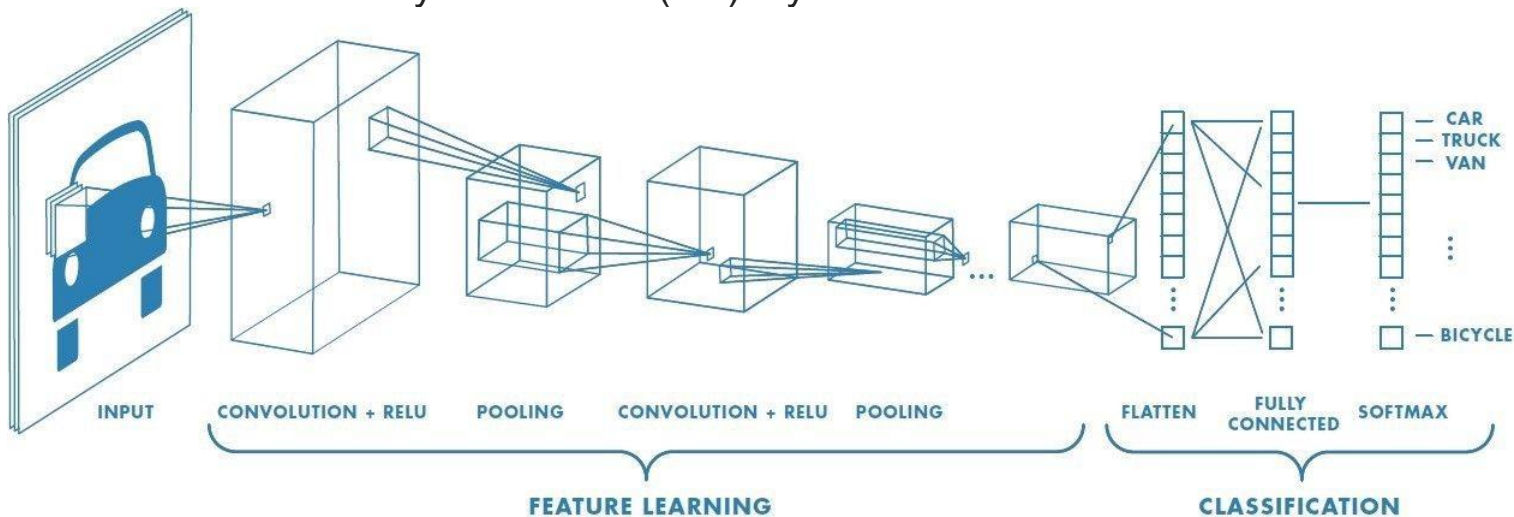 CAR
TRUCK
VAN
BICYCLE
INPUT
CONVOLUTION + RELU
POOLING
CONVOLUTION + RELU
POOLING
FLATTEN
FULLY
CONNECTED
SOFTMAX
FEATURE LEARNING
CLASSIFICATION